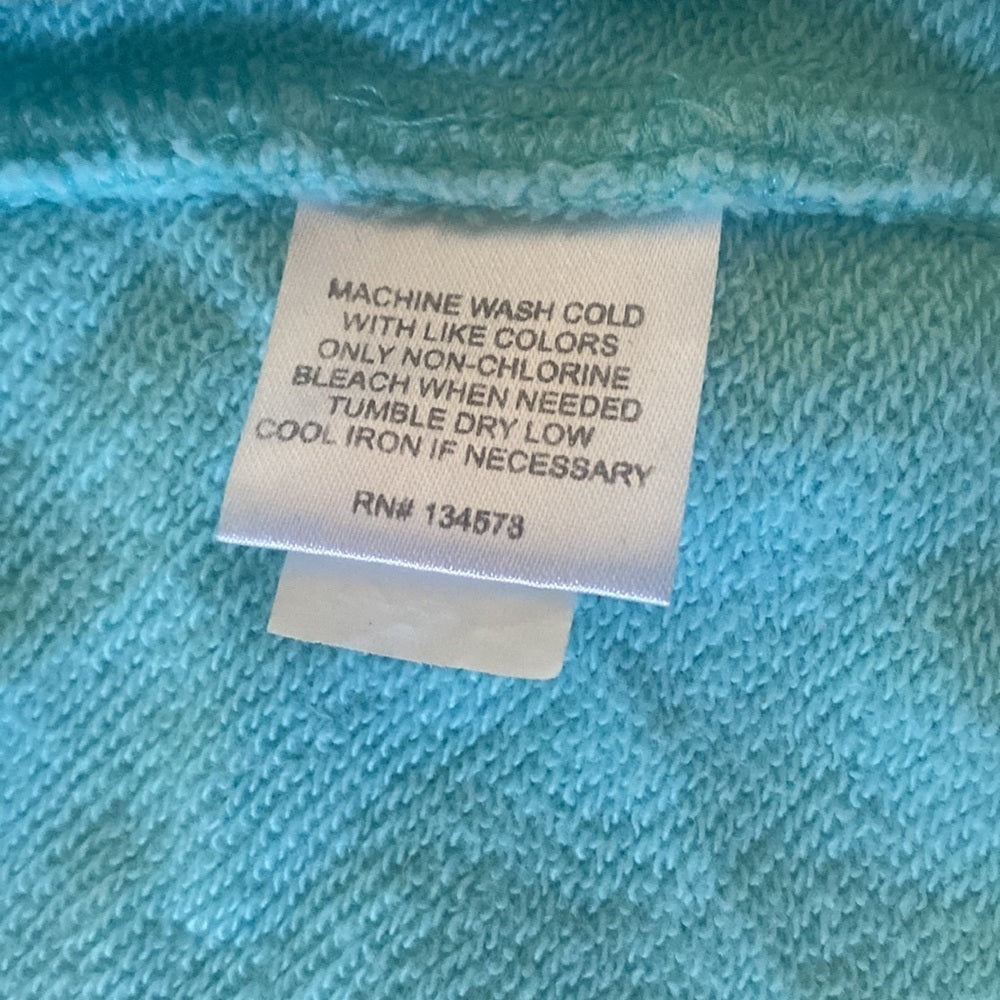 MACHINE WASH COLD
WITH LIKE COLORS
ONLY NON-CHLORINE
BLEACH WHEN NEEDED
TUMBLE DRY LOW
COOL IRON IF NECESSARY
RN# 134578